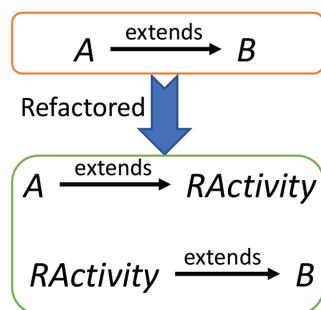 extends
A B
Refactored
extends
A RActivity
extends
RActivity B